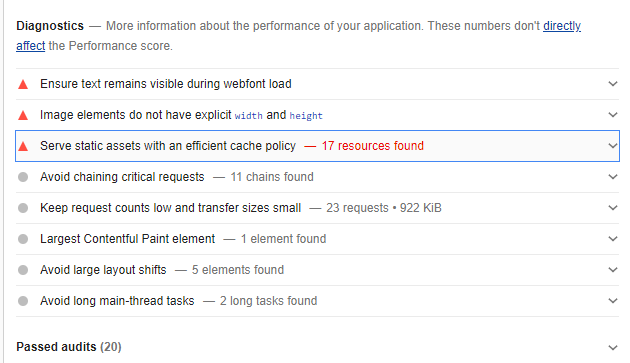 Diagnostics — More information about the performance of your application. These numbers don't directly
affect the Performance score.
Ensure text remains visible during webfont load
Image elements do not have explicit width and height
Serve static assets with an efficient cache policy — 17 resources found
Avoid chaining critical requests — 11 chains found
Keep request counts low and transfer sizes small — 23 requests • 922 KiB
Largest Contentful Paint element — 1 element found
Avoid large layout shifts — 5 elements found
Avoid long main-thread tasks — 2 long tasks found
Passed audits (20)